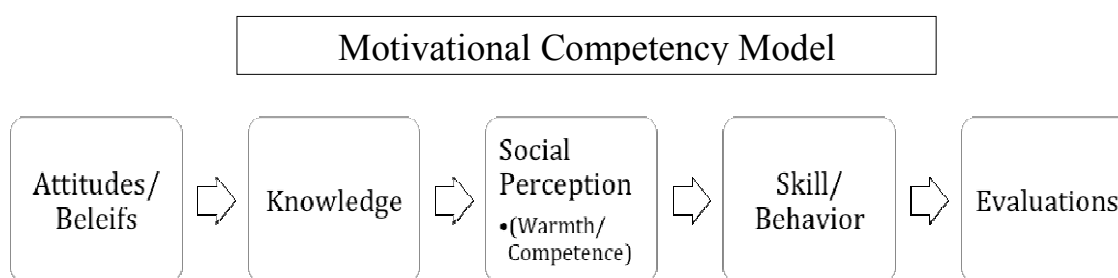 Motivational Competency Model
Attitudes/
Beleifs
Knowledge
Social
Perception
•(Warmth/
Competence)
Skill/
Behavior
Evaluations